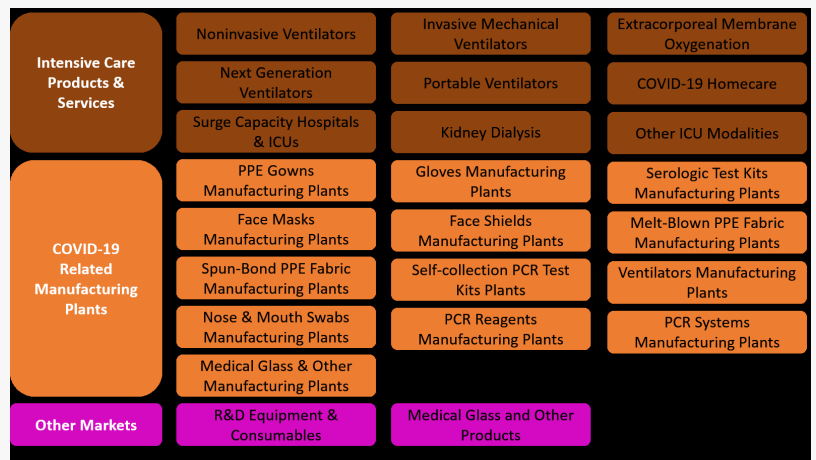 Intensive Care
Products &
Services
Noninvasive Ventilators
Invasive Mechanical
Ventilators
Extracorporeal Membrane
Oxygenation
Next Generation
Ventilators
Portable Ventilators
COVID-19 Homecare
Surge Capacity Hospitals
& ICUs
Kidney Dialysis
Other ICU Modalities
COVID-19
Related
Manufacturing
Plants
PPE Gowns
Manufacturing Plants
Gloves Manufacturing
Plants
Serologic Test Kits
Manufacturing Plants
Face Masks
Manufacturing Plants
Face Shields
Manufacturing Plants
Melt-Blown PPE Fabric
Manufacturing Plants
Spun-Bond PPE Fabric
Manufacturing Plants
Self-collection PCR Test
Kits Plants
Ventilators Manufacturing
Plants
Nose & Mouth Swabs
Manufacturing Plants
PCR Reagents
Manufacturing Plants
PCR Systems
Manufacturing Plants
Medical Glass & Other
Manufacturing Plants
Other Markets
R&D Equipment &
Consumables
Medical Glass and Other
Products